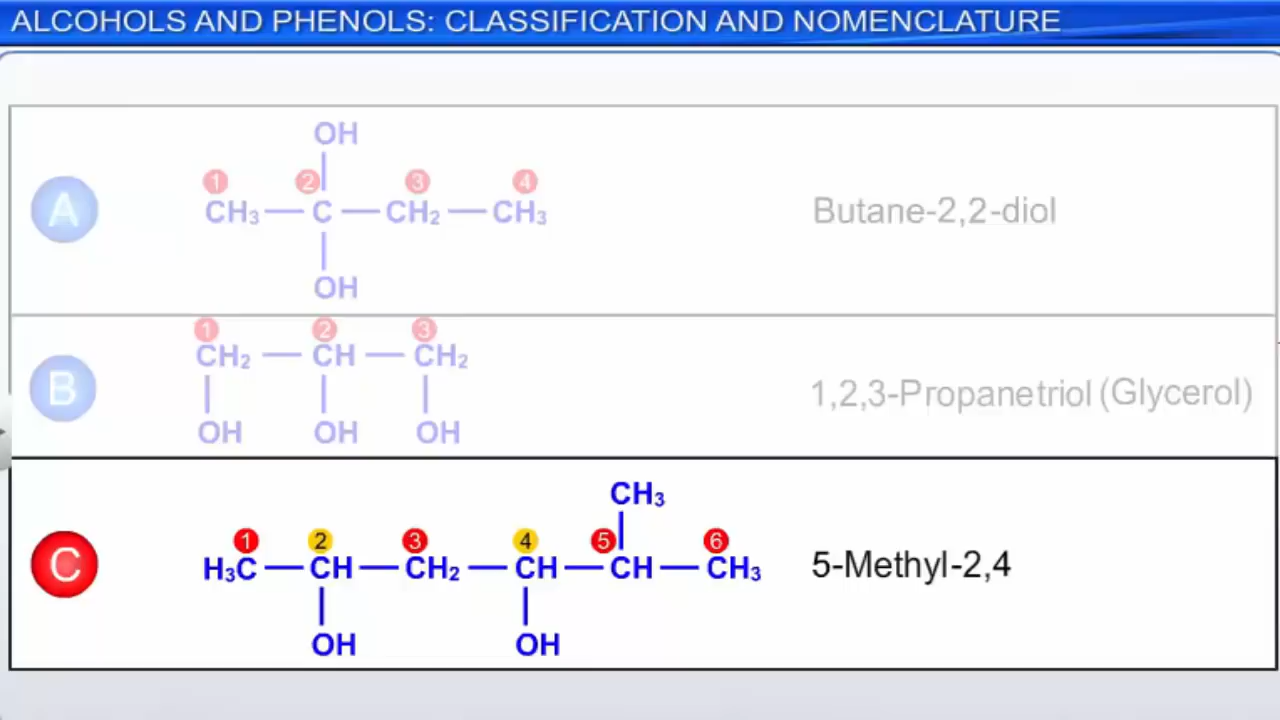 ALCOHOLS AND PHENOLS: CLASSIFICATION AND NOMENCLATURE
OH
1 2 3 4
A CH₃ — C — CH₂ — CH₃ Butane-2,2-diol
OH
1 2 3
CH₂ — CH — CH₂
B 1,2,3-Propanetriol (Glycerol)
OH OH OH
CH₃
1 2 3 4 5 6
C H₃C — CH — CH₂ — CH — CH — CH₃ 5-Methyl-2,4
OH OH